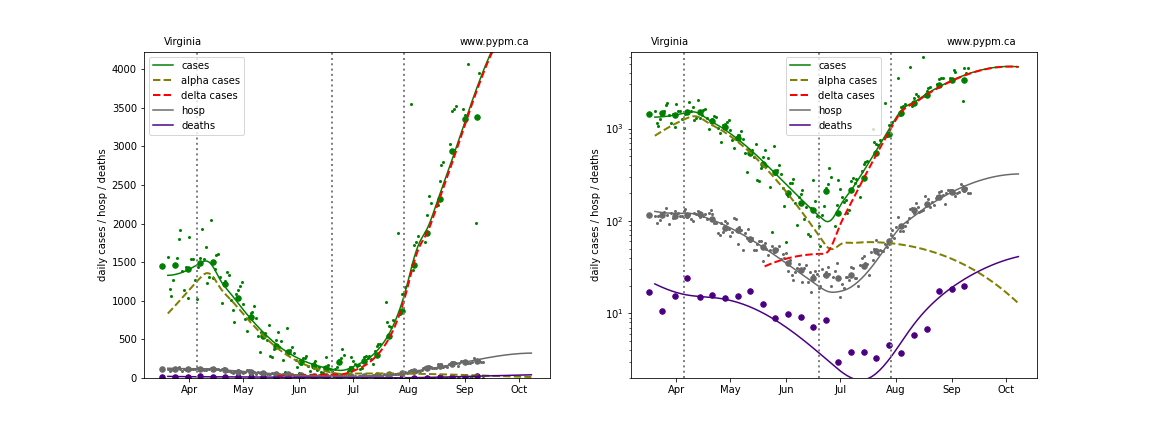 Virginia
www.pypm.ca
daily cases / hosp / deaths
4000
3500
3000
2500
2000
1500
1000
500
0
cases
alpha cases
delta cases
hosp
deaths
Apr
May
Jun
Jul
Aug
Sep
Oct
Virginia
www.pypm.ca
daily cases / hosp / deaths
10³
10²
10¹
cases
alpha cases
delta cases
hosp
deaths
Apr
May
Jun
Jul
Aug
Sep
Oct